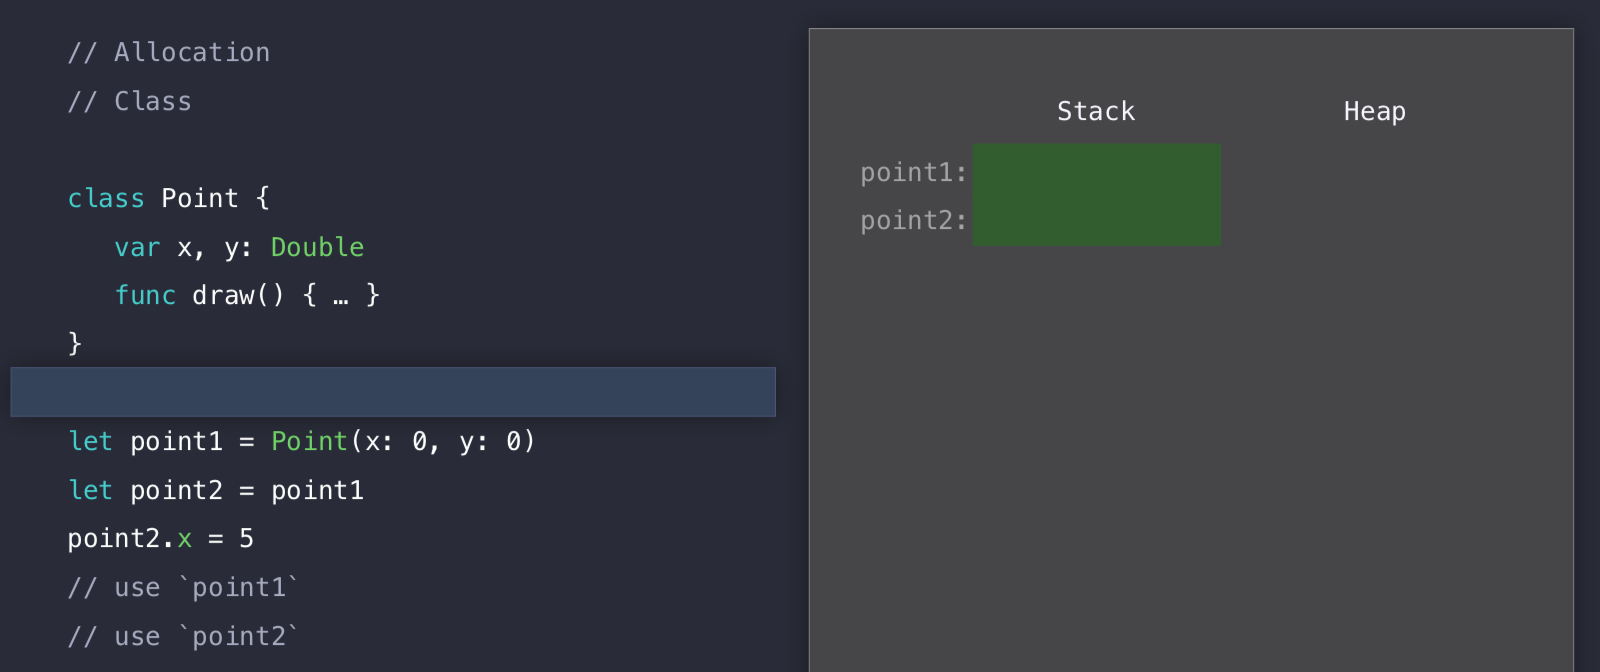 // Allocation
// Class
class Point {
   var x, y: Double
   func draw() { … }
}
let point1 = Point(x: 0, y: 0)
let point2 = point1
point2.x = 5
// use `point1`
// use `point2`
Stack Heap
point1:
point2: